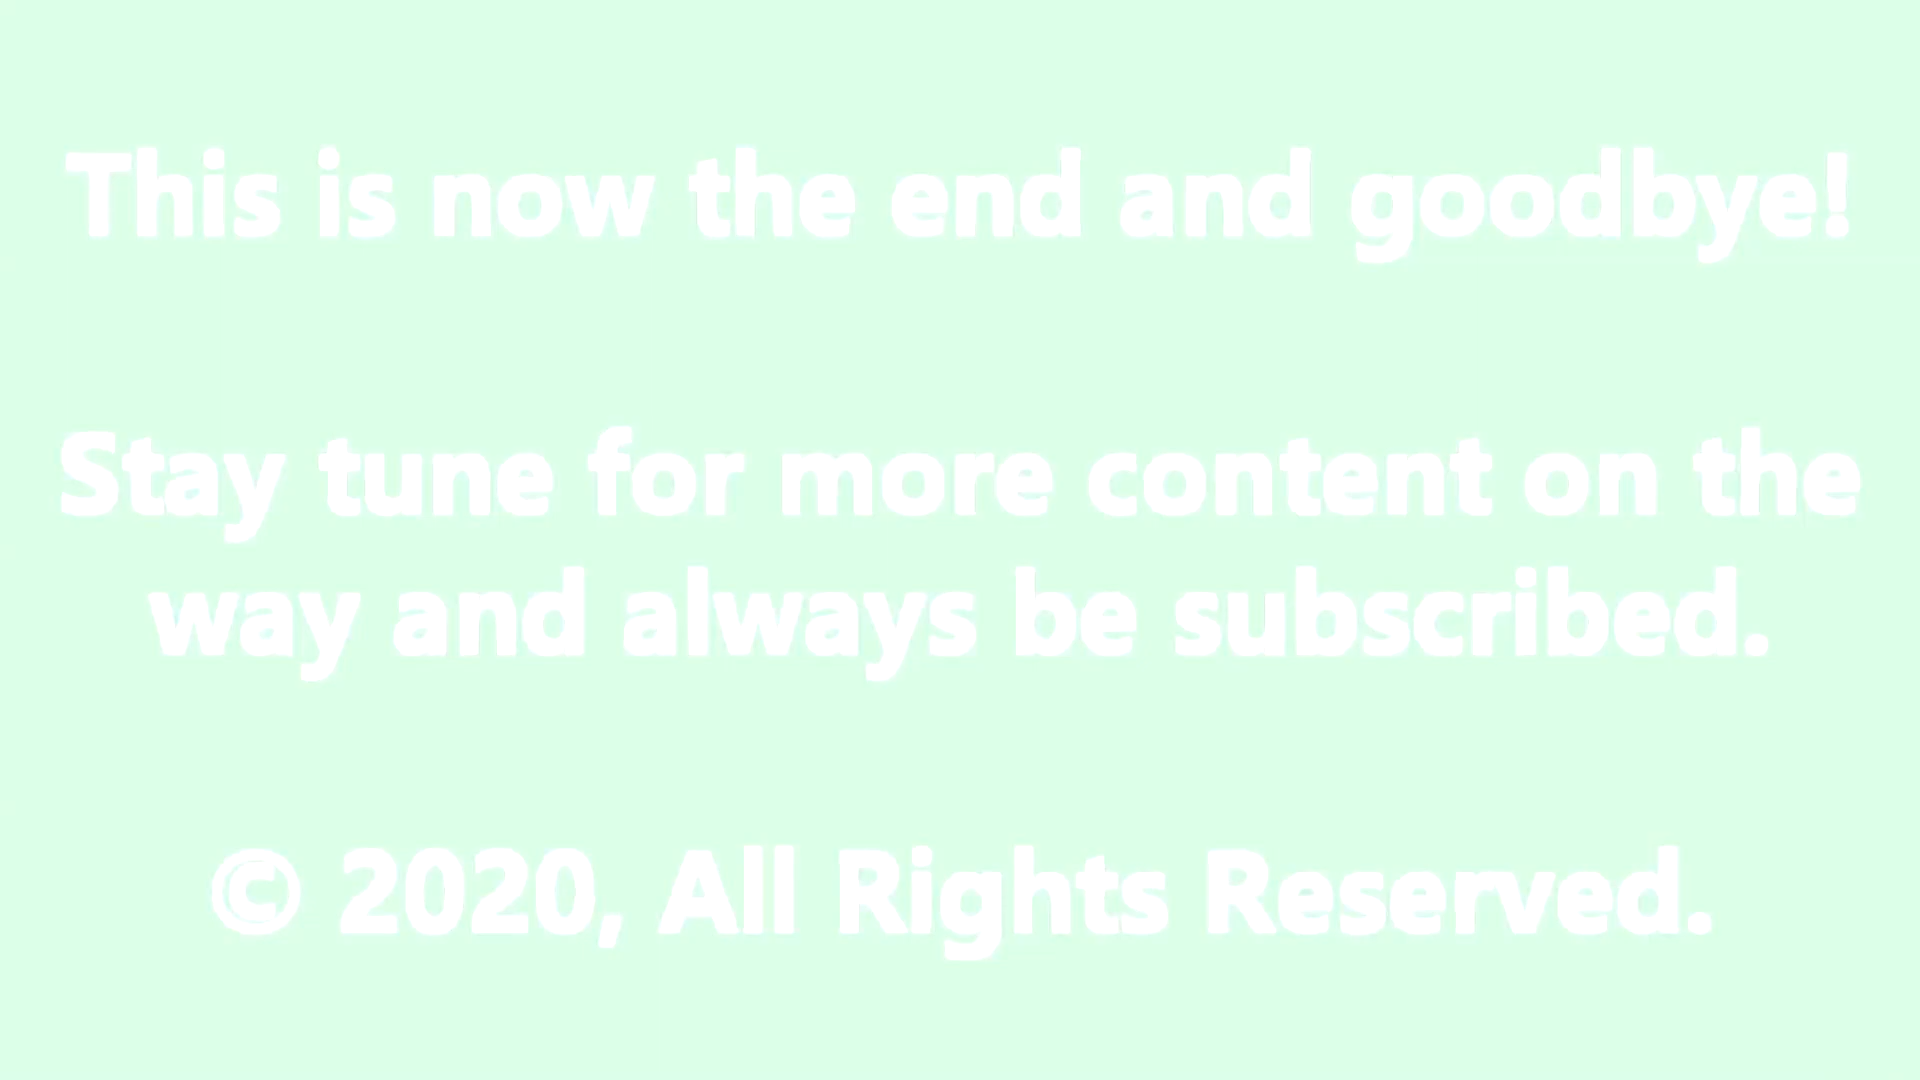 This is now the end and goodbye!
Stay tune for more content on the
way and always be subscribed.
© 2020, All Rights Reserved.